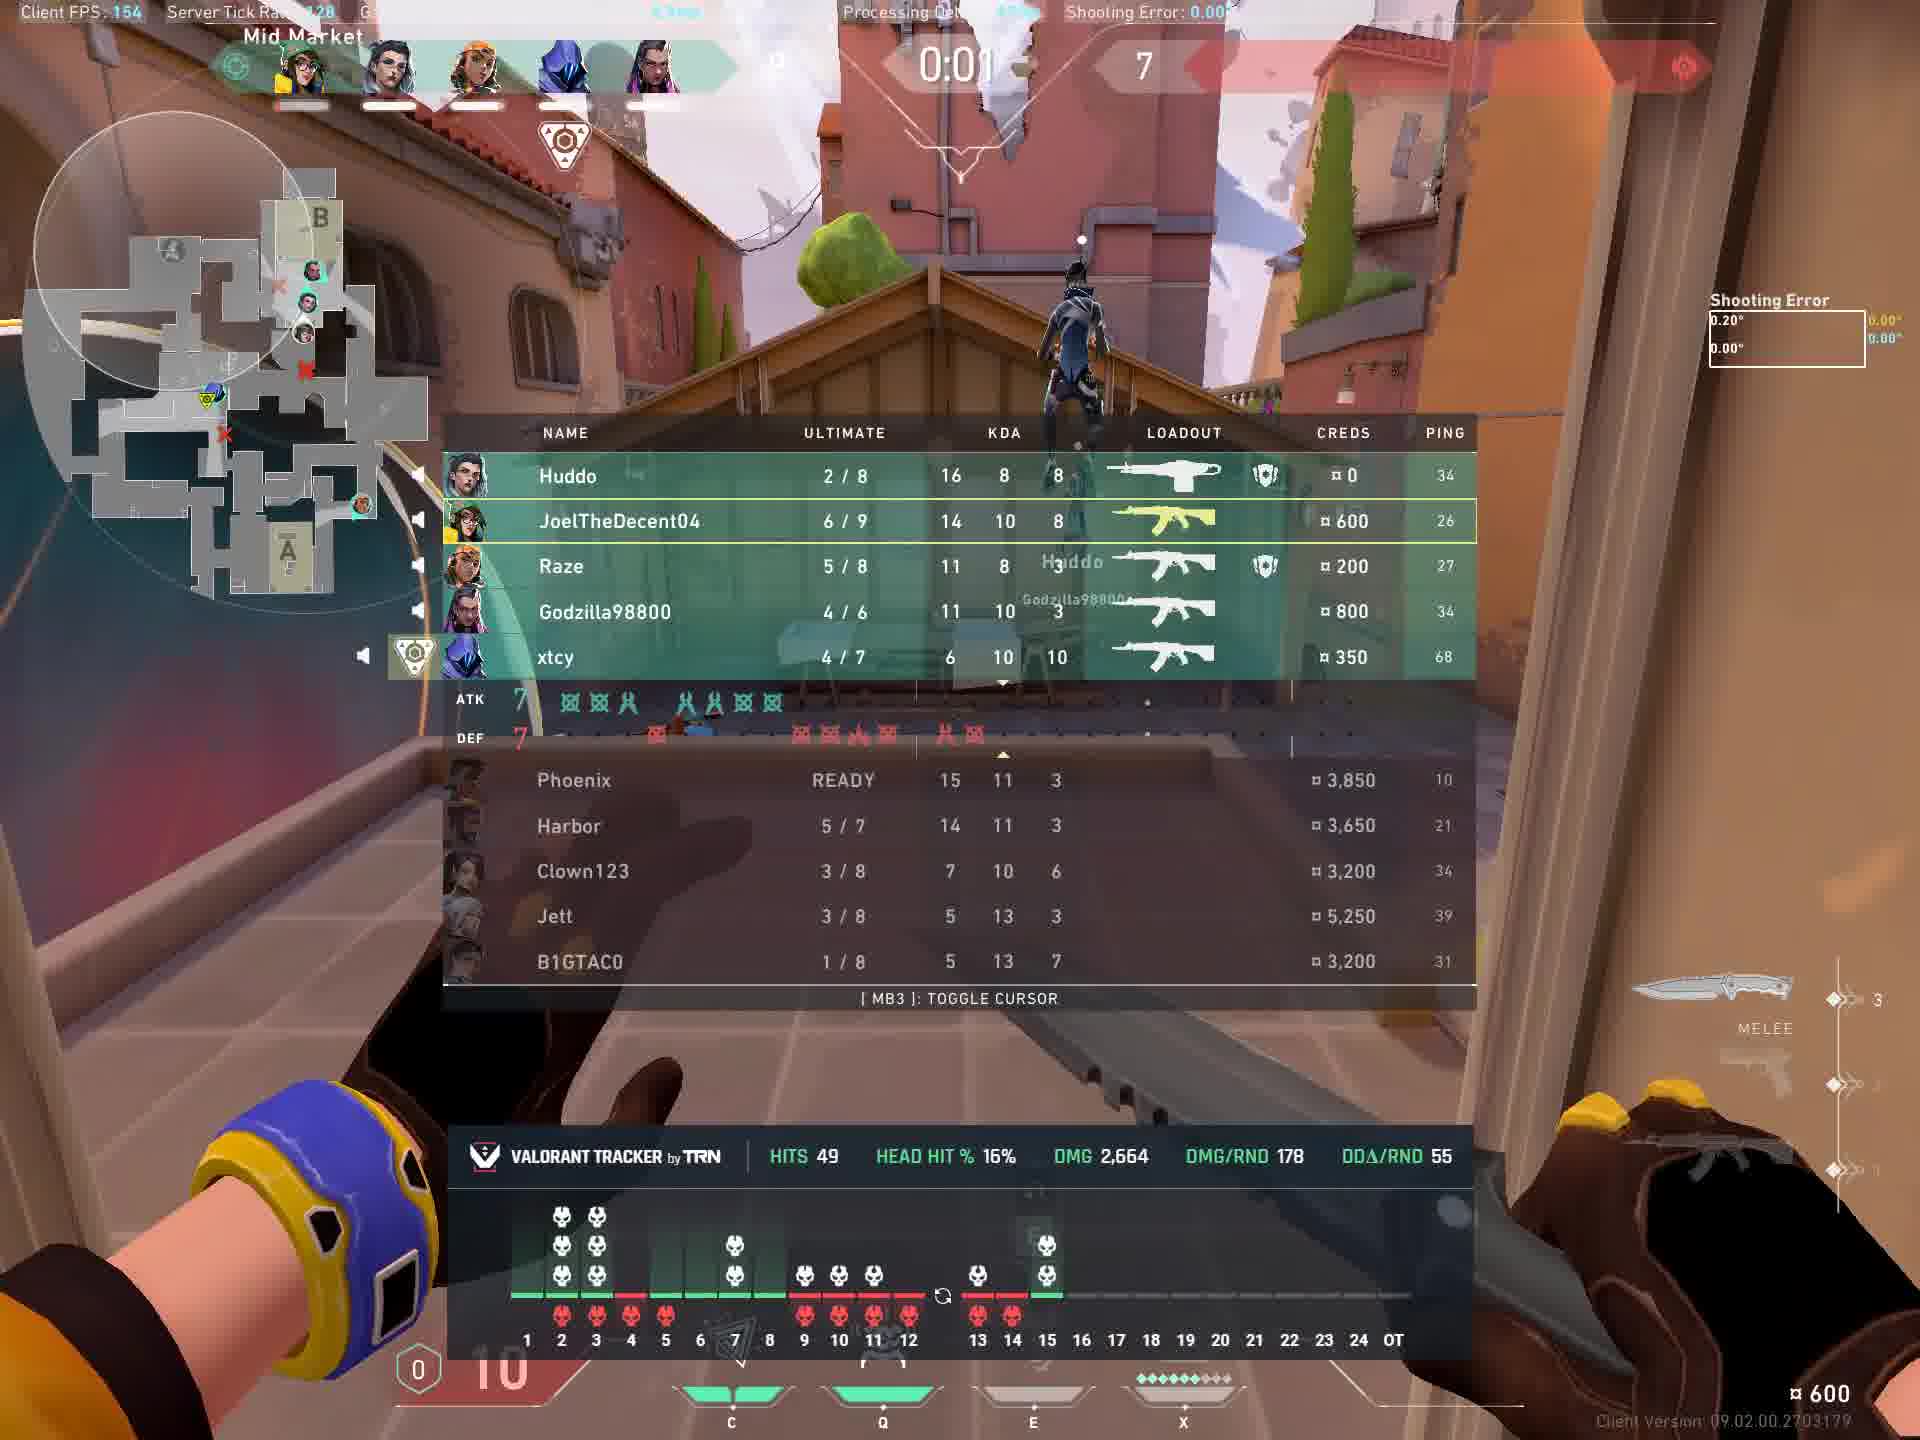 Client FPS: 154 Server Tick Ra 128 G Processing Del Shooting Error: 0.00°
Mid Market
0:01 7
B
A
Shooting Error
0.20° 0.00°
0.00° 0.00°
NAME ULTIMATE KDA LOADOUT CREDS PING
Huddo 2 / 8 16 8 8 ¤ 0 34
JoelTheDecent04 6 / 9 14 10 8 ¤ 600 26
Raze 5 / 8 11 8 3 ¤ 200 27
Huddo
Godzilla98800
Godzilla98800 4 / 6 11 10 3 ¤ 800 34
xtcy 4 / 7 6 10 10 ¤ 350 68
ATK 7
DEF 7
Phoenix READY 15 11 3 ¤ 3,850 10
Harbor 5 / 7 14 11 3 ¤ 3,650 21
Clown123 3 / 8 7 10 6 ¤ 3,200 34
Jett 3 / 8 5 13 3 ¤ 5,250 39
B1GTAC0 1 / 8 5 13 7 ¤ 3,200 31
[ MB3 ]: TOGGLE CURSOR
3
MELEE
VALORANT TRACKER by TRN HITS 49 HEAD HIT % 16% DMG 2,664 DMG/RND 178 DDΔ/RND 55
1 2 3 4 5 6 7 8 9 10 11 12 13 14 15 16 17 18 19 20 21 22 23 24 OT
0 10
C Q E X
¤ 600
Client Version: 09.02.00.2703179